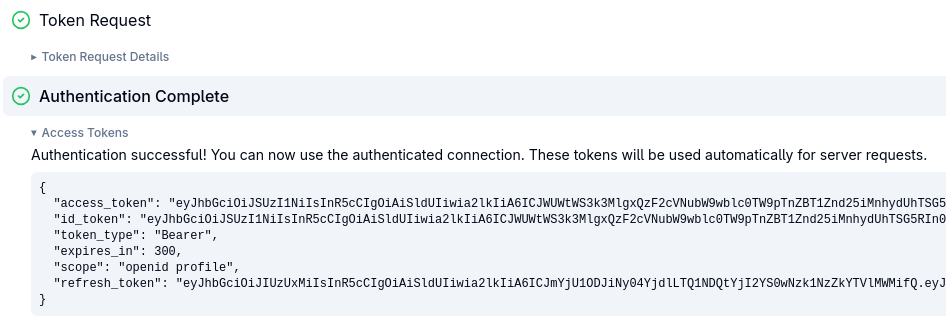 Token Request
▸ Token Request Details
Authentication Complete
▾ Access Tokens
Authentication successful! You can now use the authenticated connection. These tokens will be used automatically for server requests.
{
  "access_token": "eyJhbGciOiJSUzI1NiIsInR5cCIgOiAiSldUIiwia2lkIiA6ICJWUWtWS3k3MlgxQzF2cVNubW9wblc0TW9pTnZBT1Znd25iMnhydUhTSG5
  "id_token": "eyJhbGciOiJSUzI1NiIsInR5cCIgOiAiSldUIiwia2lkIiA6ICJWUWtWS3k3MlgxQzF2cVNubW9wblc0TW9pTnZBT1Znd25iMnhydUhTSG5RIn0
  "token_type": "Bearer",
  "expires_in": 300,
  "scope": "openid profile",
  "refresh_token": "eyJhbGciOiJIUzUxMiIsInR5cCIgOiAiSldUIiwia2lkIiA6ICJmYjU1ODJiNy04YjdlLTQ1NDQtYjI2YS0wNzk1NzZkYTVlMWMifQ.eyJ
}